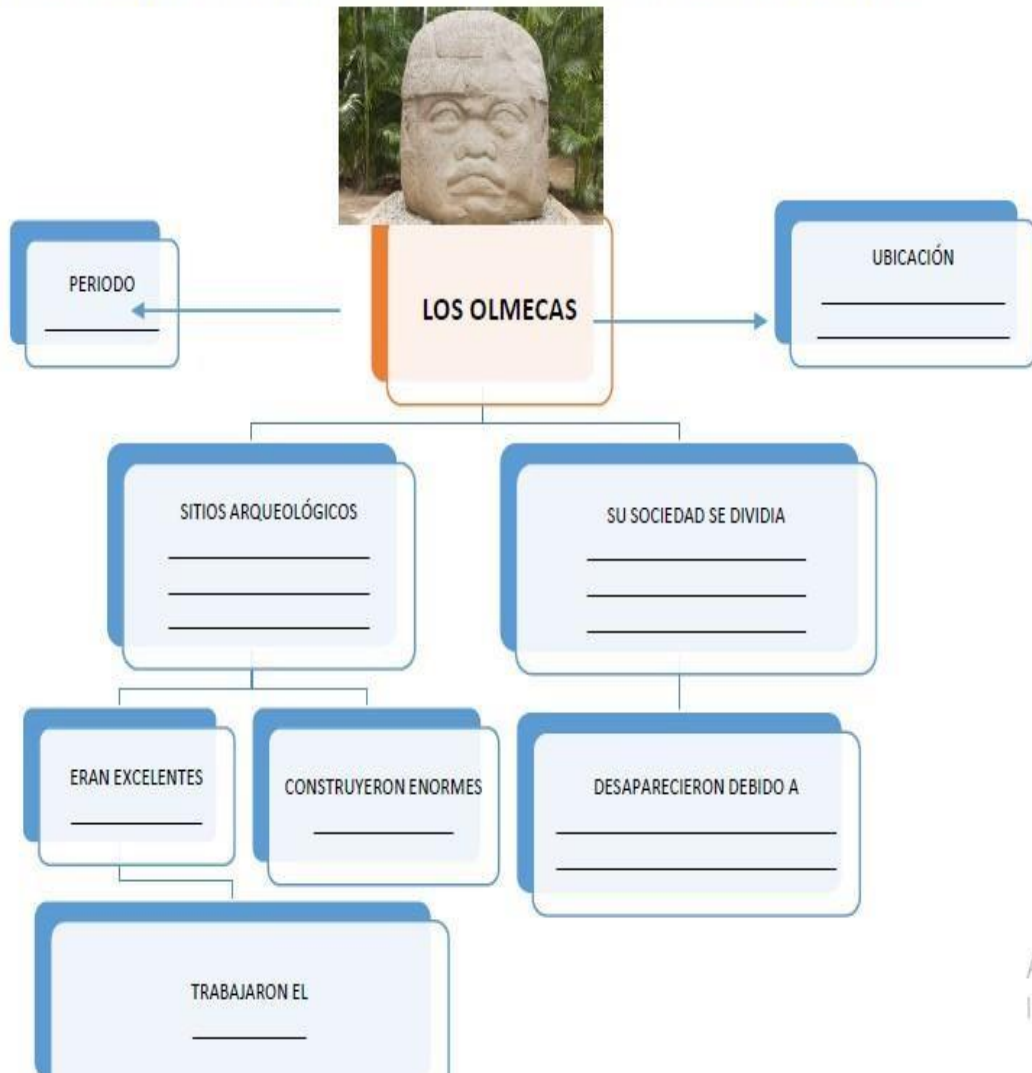 PERIODO
UBICACIÓN
LOS OLMECAS
SITIOS ARQUEOLÓGICOS
SU SOCIEDAD SE DIVIDIA
ERAN EXCELENTES
CONSTRUYERON ENORMES
DESAPARECIERON DEBIDO A
TRABAJARON EL